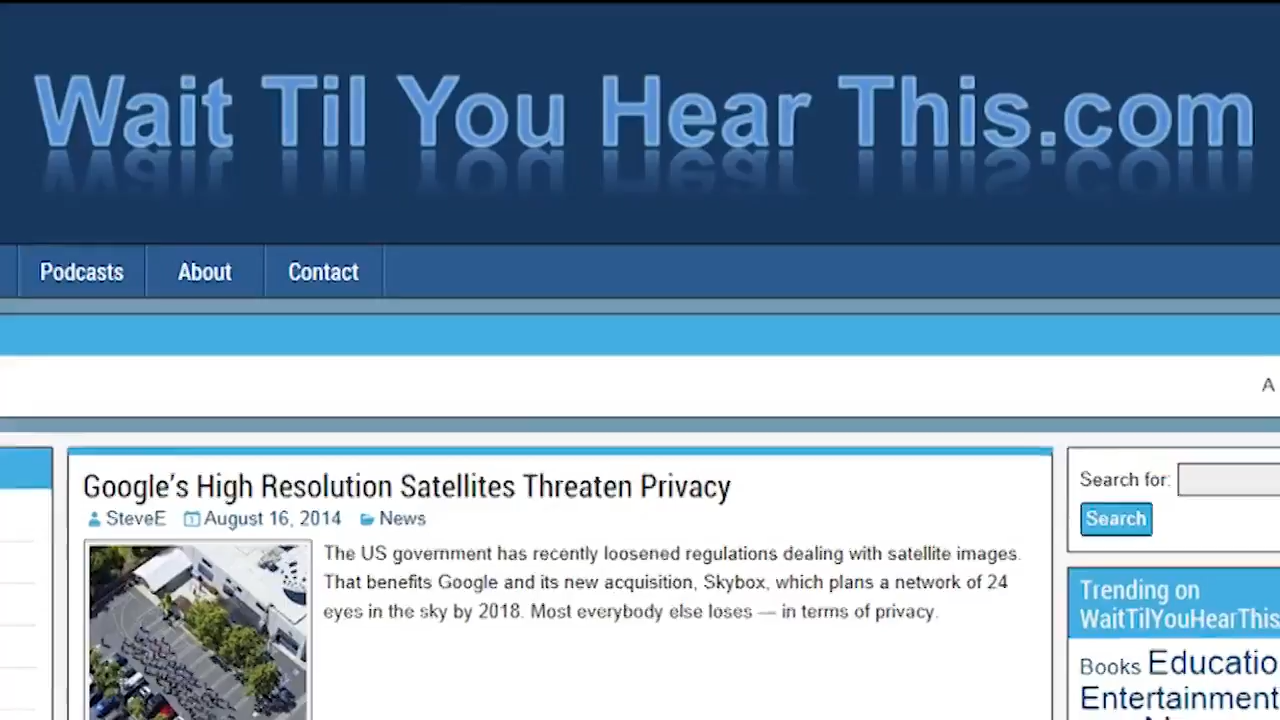 Wait Til You Hear This.com
Podcasts
About
Contact
A
Google's High Resolution Satellites Threaten Privacy
SteveE August 16, 2014 News
The US government has recently loosened regulations dealing with satellite images.
That benefits Google and its new acquisition, Skybox, which plans a network of 24
eyes in the sky by 2018. Most everybody else loses — in terms of privacy.
Search for:
Search
Trending on
WaitTilYouHearThis
Books Educatio
Entertainment